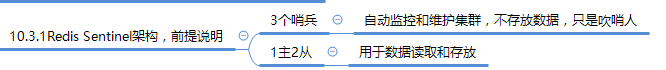 3个哨兵
自动监控和维护集群，不存放数据，只是吹哨人
10.3.1Redis Sentinel架构，前提说明
1主2从
用于数据读取和存放